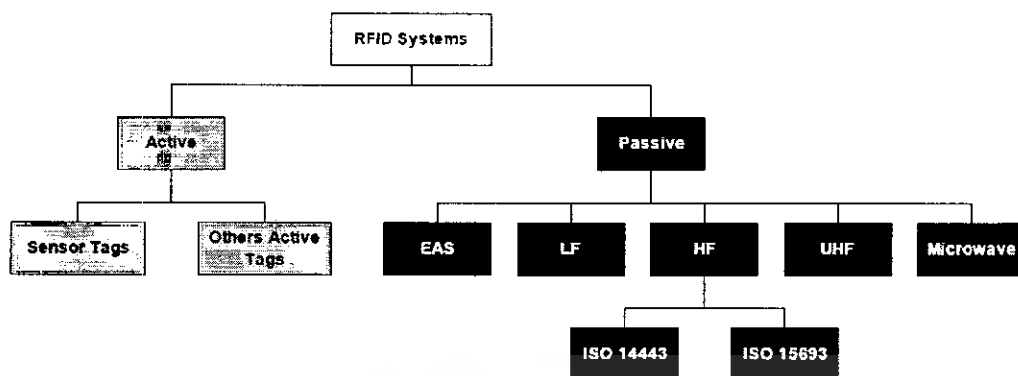 RFID Systems
Active
Passive
Sensor Tags
Others Active
Tags
EAS
LF
HF
UHF
Microwave
ISO 14443
ISO 15693